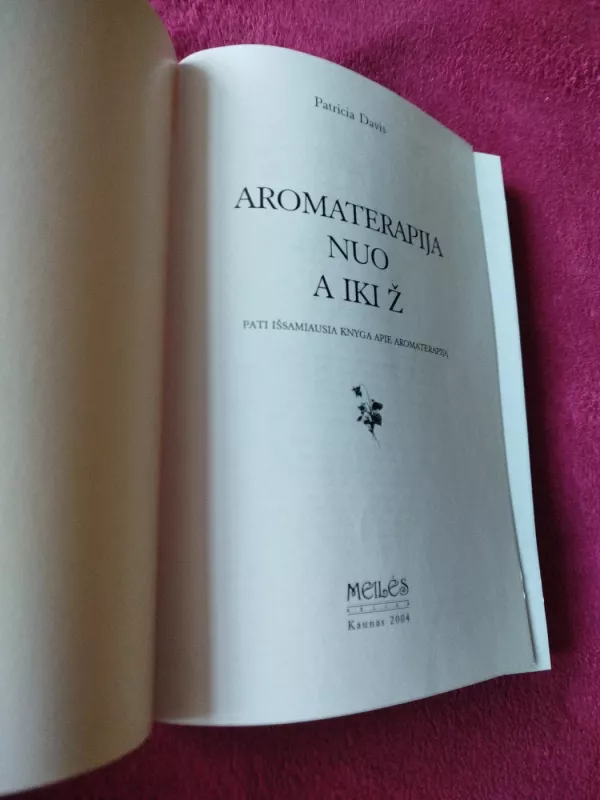 Patricia Davis
AROMATERAPIJA
NUO
A IKI Ž
PATI IŠSAMIAUSIA KNYGA APIE AROMATERAPIJĄ
MEILĖS
Kaunas 2004